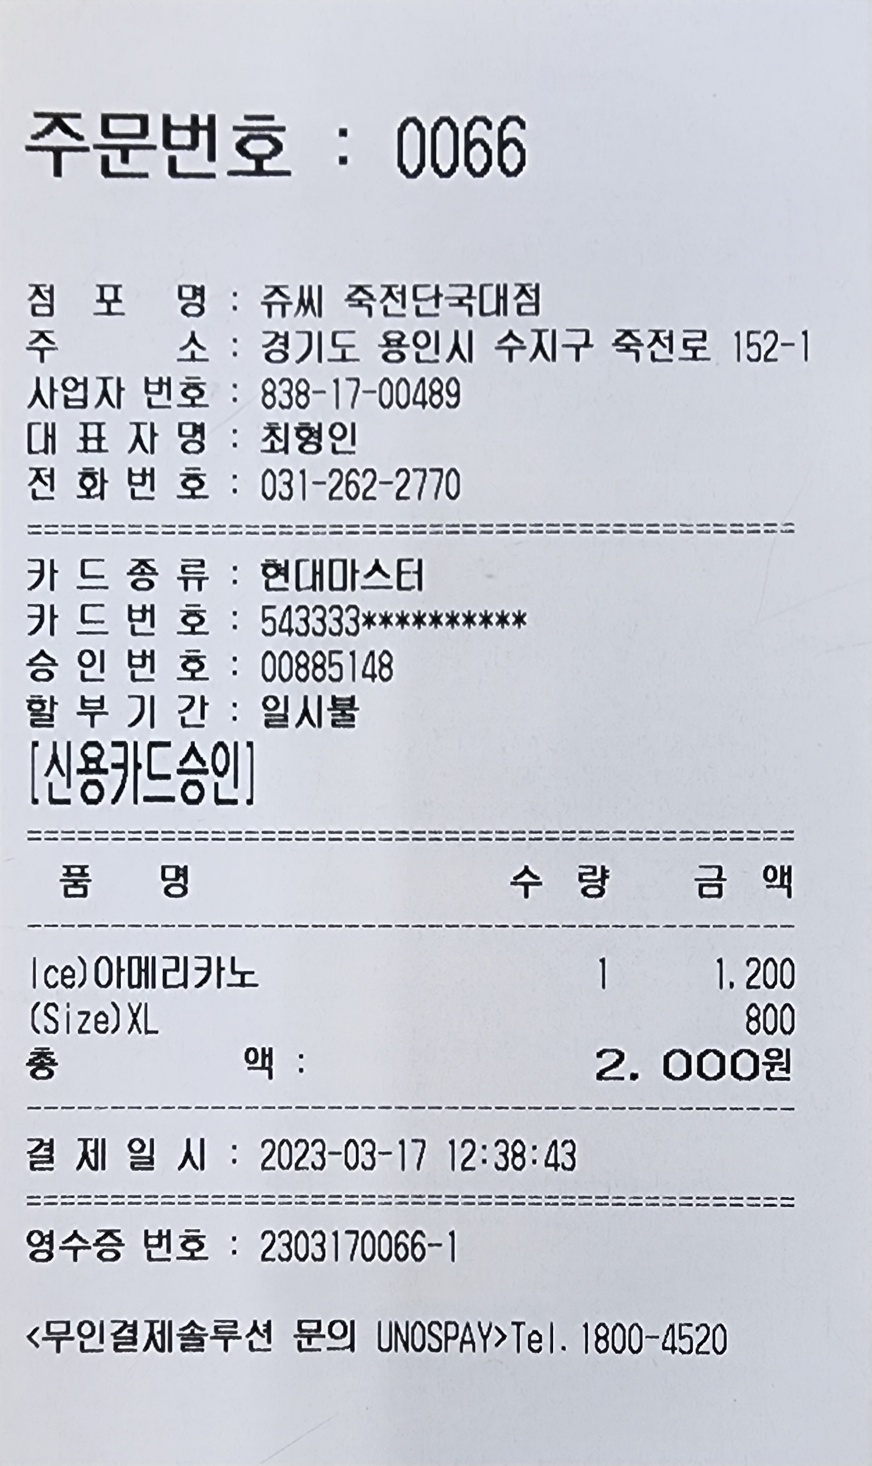 주문번호 : 0066
점 포 명 : 쥬씨 죽전단국대점
주 소 : 경기도 용인시 수지구 죽전로 152-1
사업자 번호 : 838-17-00489
대 표 자 명 : 최형인
전 화 번 호 : 031-262-2770
==============================================
카 드 종 류 : 현대마스터
카 드 번 호 : 543333**********
승 인 번 호 : 00885148
할 부 기 간 : 일시불
[신용카드승인]
==============================================
품 명 수 량 금 액
----------------------------------------------
Ice)아메리카노 1 1,200
(Size)XL 800
총 액 : 2,000원
----------------------------------------------
결 제 일 시 : 2023-03-17 12:38:43
==============================================
영수증 번호 : 2303170066-1
<무인결제솔루션 문의 UNOSPAY>Tel. 1800-4520